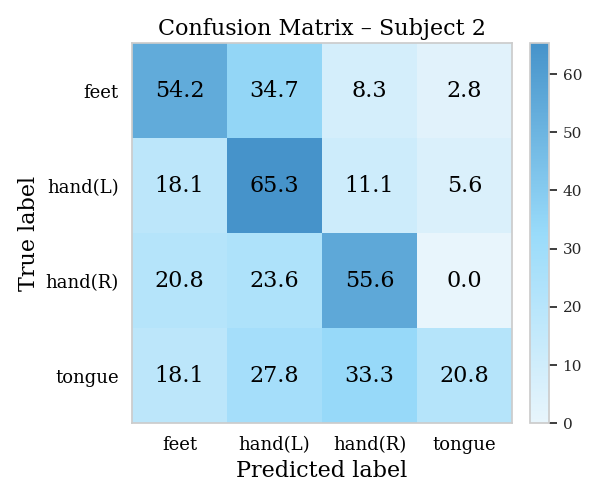 Confusion Matrix – Subject 2
feet 54.2 34.7 8.3 2.8
hand(L) 18.1 65.3 11.1 5.6
hand(R) 20.8 23.6 55.6 0.0
tongue 18.1 27.8 33.3 20.8
feet hand(L) hand(R) tongue
Predicted label
True label
60
50
40
30
20
10
0